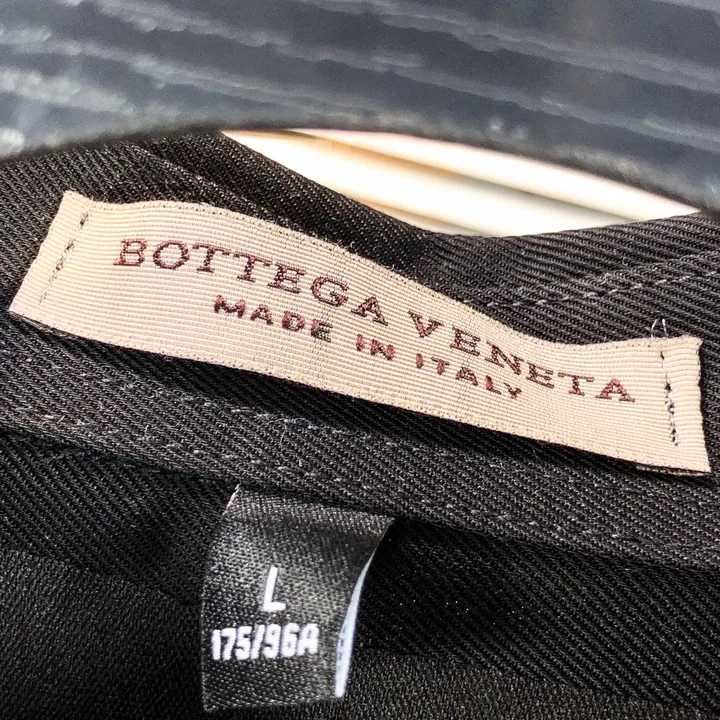 BOTTEGA VENETA
MADE IN ITALY
L
175/96A